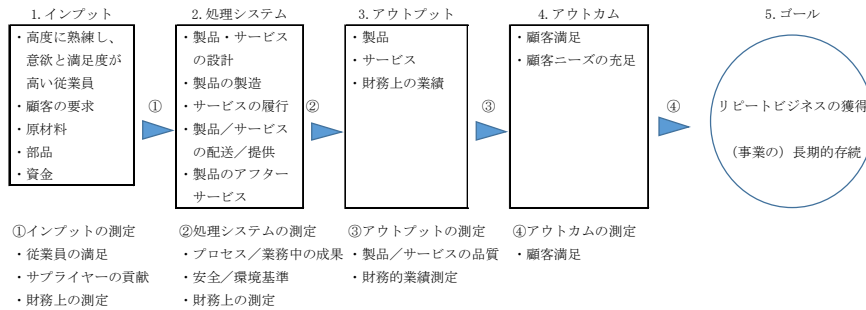 1.インプット
・高度に熟練し、
意欲と満足度が
高い従業員
・顧客の要求
・原材料
・部品
・資金
①
2.処理システム
・製品・サービス
の設計
・製品の製造
・サービスの履行
・製品／サービス
の配送／提供
・製品のアフター
サービス
②
3.アウトプット
・製品
・サービス
・財務上の業績
③
4.アウトカム
・顧客満足
・顧客ニーズの充足
④
5.ゴール
リピートビジネスの獲得
（事業の）長期的存続
①インプットの測定
・従業員の満足
・サプライヤーの貢献
・財務上の測定
②処理システムの測定
・プロセス／業務中の成果
・安全／環境基準
・財務上の測定
③アウトプットの測定
・製品／サービスの品質
・財務的業績測定
④アウトカムの測定
・顧客満足